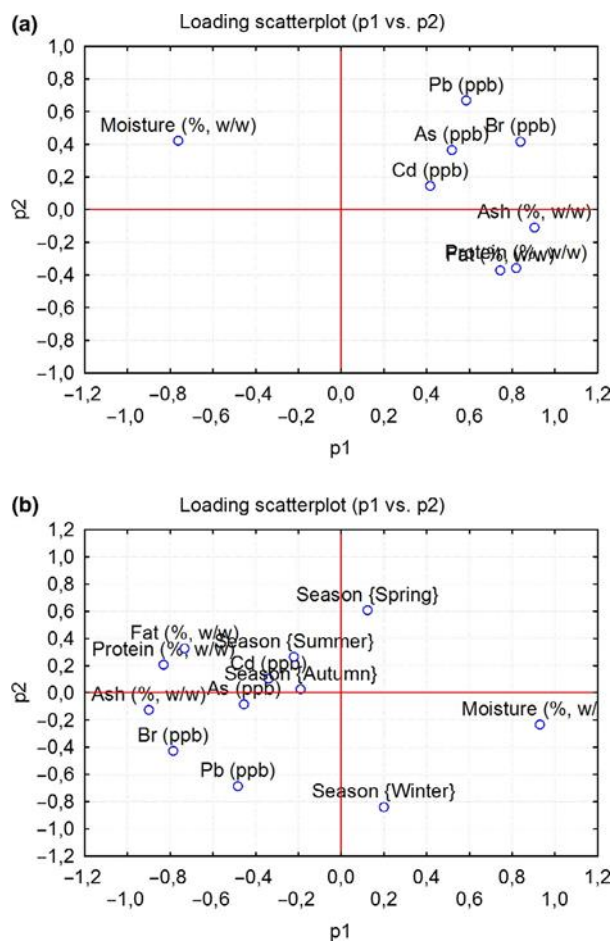 (a)
Loading scatterplot (p1 vs. p2)
1,0
0,8
0,6
0,4
0,2
0,0
−0,2
−0,4
−0,6
−0,8
−1,0
p2
Pb (ppb)
Moisture (%, w/w)
As (ppb)
Br (ppb)
Cd (ppb)
Ash (%, w/w)
Protein (%, w/w)
Fat (%, w/w)
−1,2 −0,8 −0,4 0,0 0,4 0,8 1,2
−1,0 −0,6 −0,2 0,2 0,6 1,0
p1
(b)
Loading scatterplot (p1 vs. p2)
1,2
1,0
0,8
0,6
0,4
0,2
0,0
−0,2
−0,4
−0,6
−0,8
−1,0
−1,2
p2
Season {Spring}
Fat (%, w/w)
Season {Summer}
Protein (%, w/w)
Cd (ppb)
Season {Autumn}
As (ppb)
Ash (%, w/w)
Moisture (%, w/
Br (ppb)
Pb (ppb)
Season {Winter}
−1,2 −0,8 −0,4 0,0 0,4 0,8 1,2
−1,0 −0,6 −0,2 0,2 0,6 1,0
p1